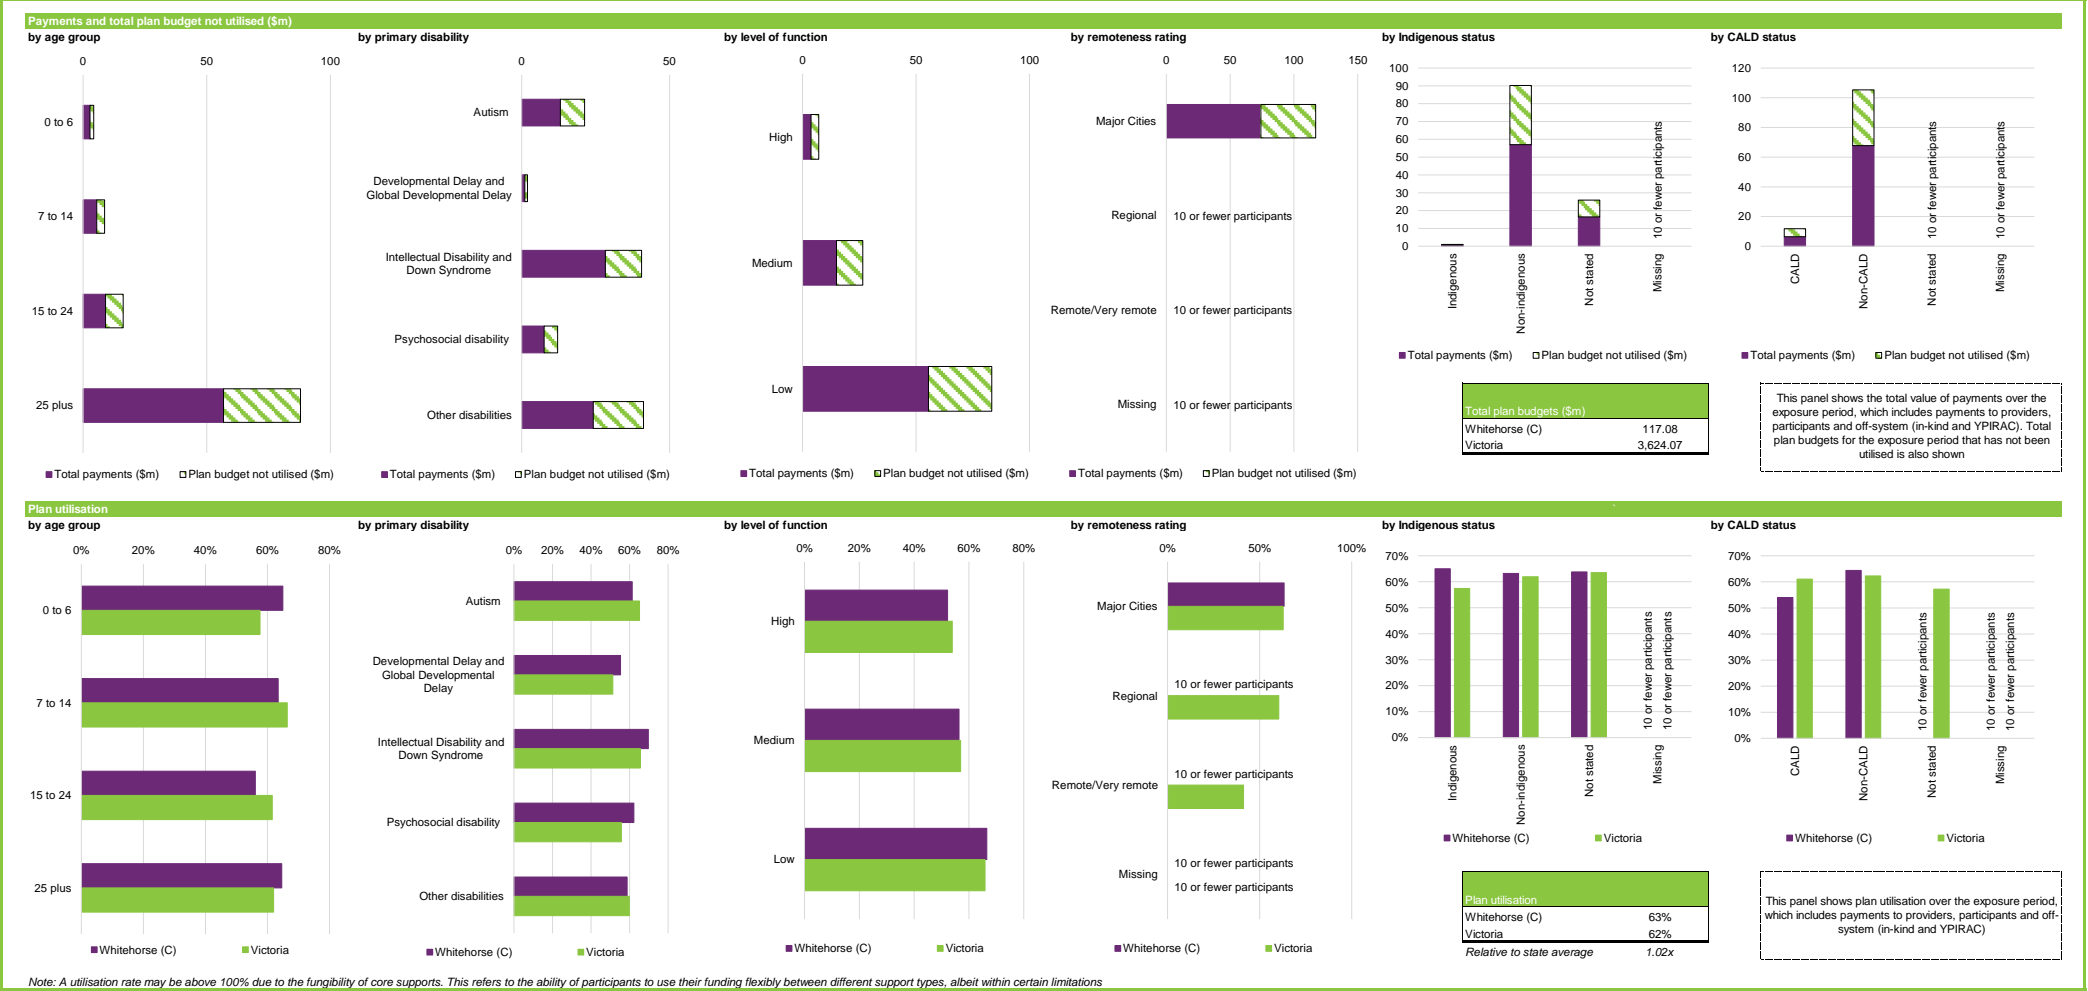 Payments and total plan budget not utilised ($m)
by age group
0
50
100
0 to 6
7 to 14
15 to 24
25 plus
Total payments ($m)
Plan budget not utilised ($m)
by primary disability
0
50
Autism
Developmental Delay and
Global Developmental Delay
Intellectual Disability and
Down Syndrome
Psychosocial disability
Other disabilities
Total payments ($m)
Plan budget not utilised ($m)
by level of function
0
50
100
High
Medium
Low
Total payments ($m)
Plan budget not utilised ($m)
by remoteness rating
0
50
100
150
Major Cities
Regional
10 or fewer participants
Remote/Very remote
10 or fewer participants
Missing
10 or fewer participants
Total payments ($m)
Plan budget not utilised ($m)
by Indigenous status
100
90
80
70
60
50
40
30
20
10
0
10 or fewer participants
Indigenous
Non-indigenous
Not stated
Missing
Total payments ($m)
Plan budget not utilised ($m)
by CALD status
120
100
80
60
40
20
0
10 or fewer participants
10 or fewer participants
CALD
Non-CALD
Not stated
Missing
Total payments ($m)
Plan budget not utilised ($m)
Total plan budgets ($m)
Whitehorse (C) 117.08
Victoria 3,624.07
This panel shows the total value of payments over the
exposure period, which includes payments to providers,
participants and off-system (in-kind and YPIRAC). Total
plan budgets for the exposure period that has not been
utilised is also shown
Plan utilisation
by age group
0%
20%
40%
60%
80%
0 to 6
7 to 14
15 to 24
25 plus
Whitehorse (C)
Victoria
by primary disability
0%
20%
40%
60%
80%
Autism
Developmental Delay and
Global Developmental
Delay
Intellectual Disability and
Down Syndrome
Psychosocial disability
Other disabilities
Whitehorse (C)
Victoria
by level of function
0%
20%
40%
60%
80%
High
Medium
Low
Whitehorse (C)
Victoria
by remoteness rating
0%
50%
100%
Major Cities
Regional
10 or fewer participants
Remote/Very remote
10 or fewer participants
Missing
10 or fewer participants
10 or fewer participants
Whitehorse (C)
Victoria
by Indigenous status
70%
60%
50%
40%
30%
20%
10%
0%
10 or fewer participants
10 or fewer participants
Indigenous
Non-indigenous
Not stated
Missing
Whitehorse (C)
Victoria
by CALD status
70%
60%
50%
40%
30%
20%
10%
0%
10 or fewer participants
10 or fewer participants
10 or fewer participants
CALD
Non-CALD
Not stated
Missing
Whitehorse (C)
Victoria
Plan utilisation
Whitehorse (C) 63%
Victoria 62%
Relative to state average 1.02x
This panel shows plan utilisation over the exposure period,
which includes payments to providers, participants and off-
system (in-kind and YPIRAC)
Note: A utilisation rate may be above 100% due to the fungibility of core supports. This refers to the ability of participants to use their funding flexibly between different support types, albeit within certain limitations